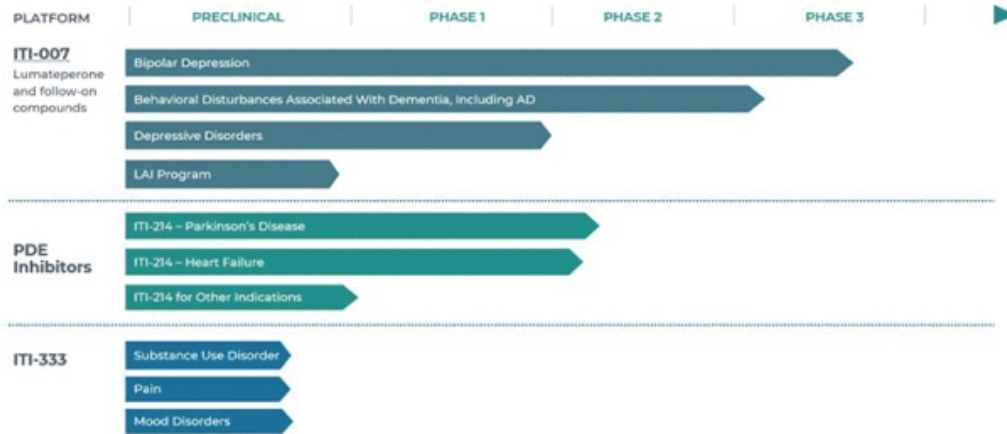 PLATFORM PRECLINICAL PHASE 1 PHASE 2 PHASE 3
ITI-007
Lumateperone
and follow-on
compounds
Bipolar Depression
Behavioral Disturbances Associated With Dementia, Including AD
Depressive Disorders
LAI Program
PDE
Inhibitors
ITI-214 – Parkinson's Disease
ITI-214 – Heart Failure
ITI-214 for Other Indications
ITI-333
Substance Use Disorder
Pain
Mood Disorders